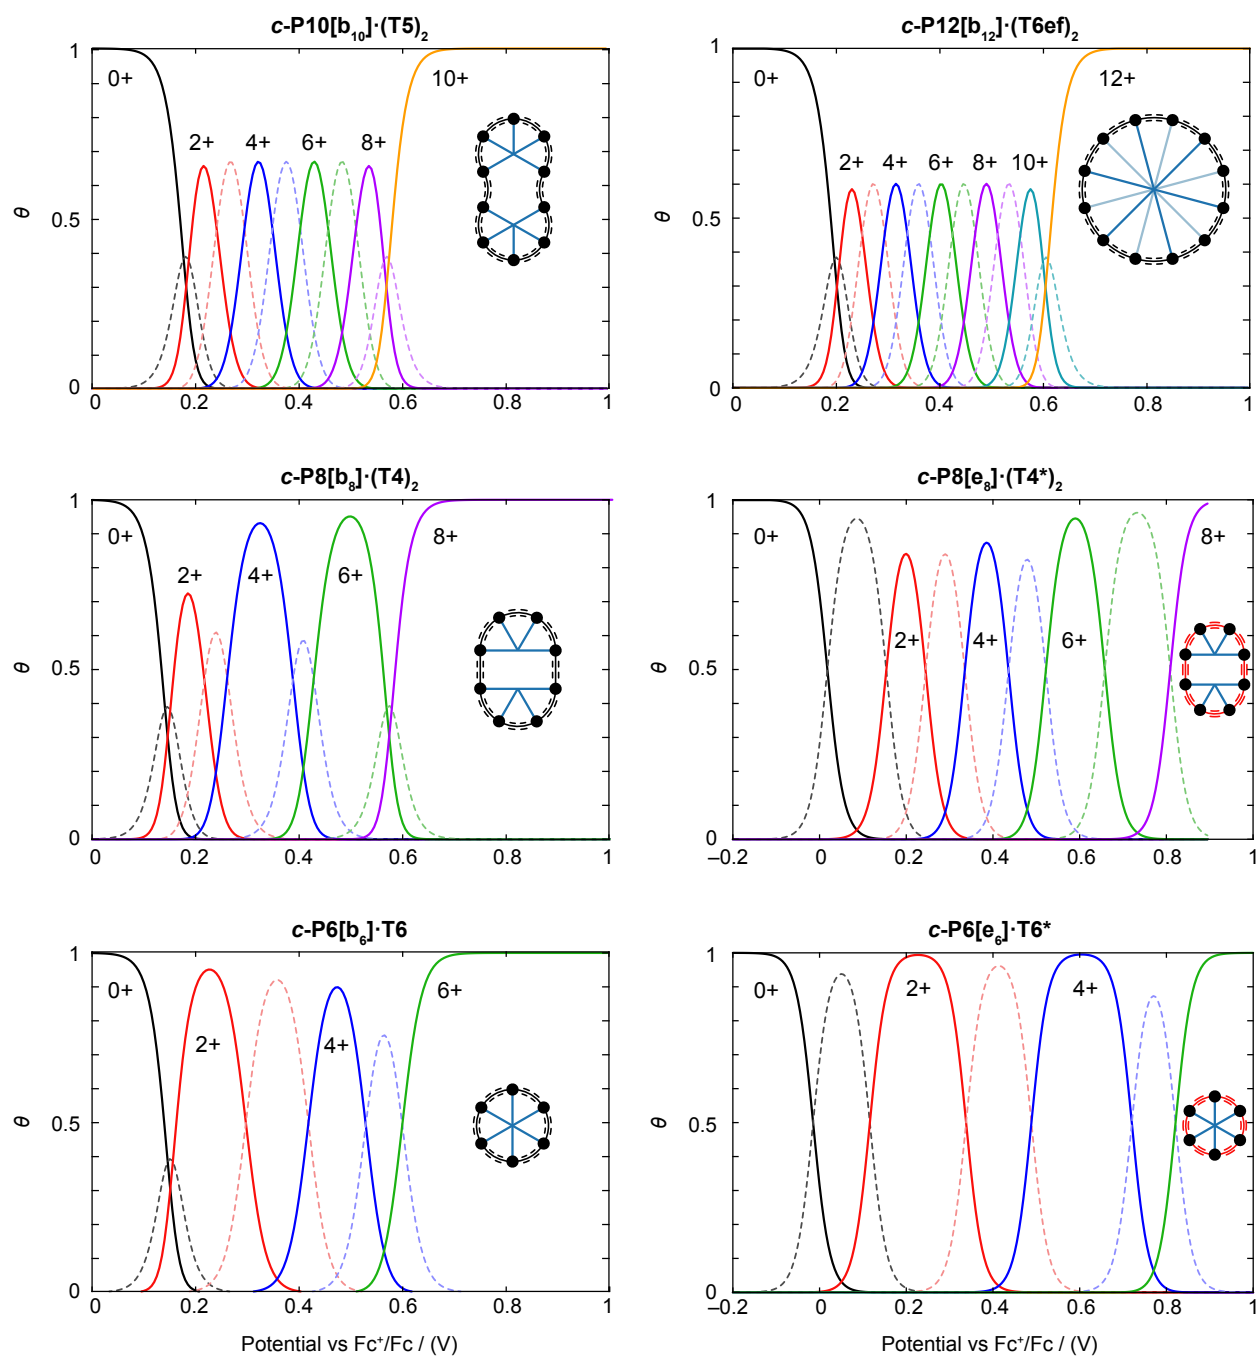 c-P10[b10]·(T5)2
1
0+
10+
2+ 4+ 6+ 8+
θ
0.5
0
0 0.2 0.4 0.6 0.8 1
c-P12[b12]·(T6ef)2
1
0+
12+
2+ 4+ 6+ 8+ 10+
θ
0.5
0
0 0.2 0.4 0.6 0.8 1
c-P8[b8]·(T4)2
1
0+
8+
2+ 4+ 6+
θ
0.5
0
0 0.2 0.4 0.6 0.8 1
c-P8[e8]·(T4*)2
1
0+
8+
2+ 4+ 6+
θ
0.5
0
–0.2 0 0.2 0.4 0.6 0.8 1
c-P6[b6]·T6
1
0+
6+
2+ 4+
θ
0.5
0
0 0.2 0.4 0.6 0.8 1
Potential vs Fc⁺/Fc / (V)
c-P6[e6]·T6*
1
0+ 2+ 4+ 6+
θ
0.5
0
–0.2 0 0.2 0.4 0.6 0.8 1
Potential vs Fc⁺/Fc / (V)